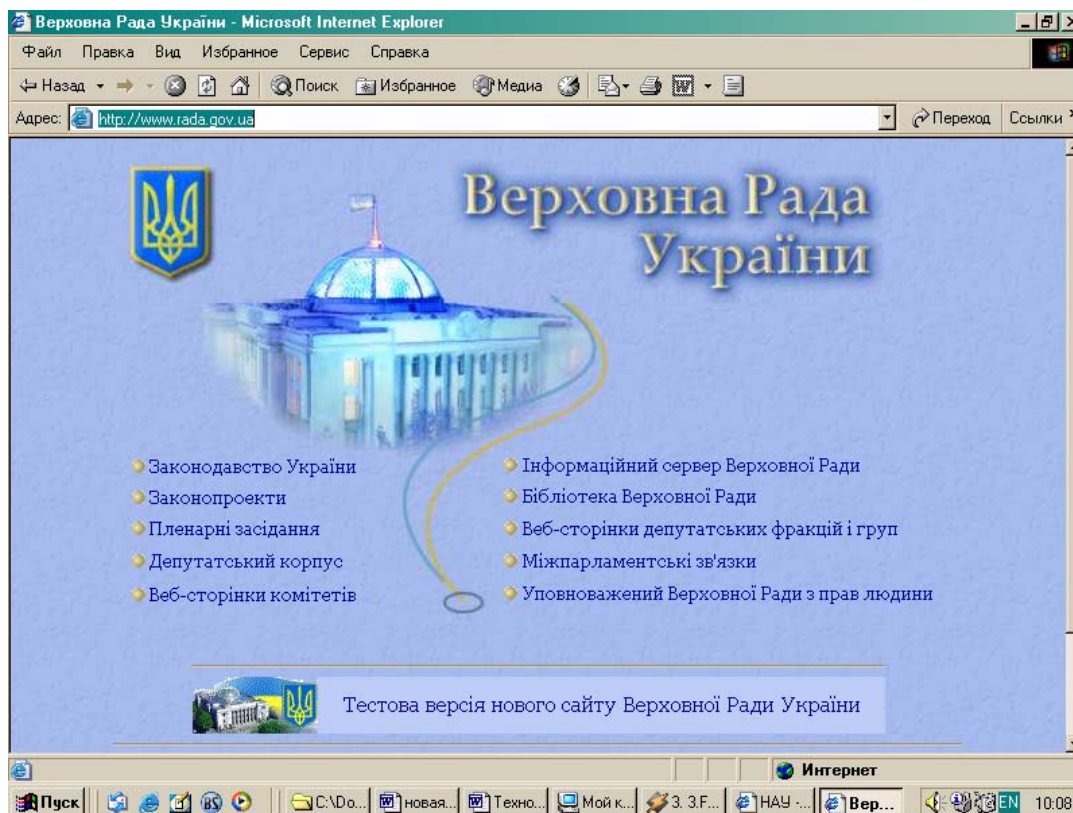 Верховна Рада України - Microsoft Internet Explorer
Файл Правка Вид Избранное Сервис Справка
Назад Поиск Избранное Медиа
Адрес: http://www.rada.gov.ua Переход Ссылки
Верховна Рада
України
Законодавство України
Законопроекти
Пленарні засідання
Депутатський корпус
Веб-сторінки комітетів
Інформаційний сервер Верховної Ради
Бібліотека Верховної Ради
Веб-сторінки депутатських фракцій і груп
Міжпарламентські зв'язки
Уповноважений Верховної Ради з прав людини
Тестова версія нового сайту Верховної Ради України
Интернет
Пуск C:\Do... новая... Техно... Мой к... 3. 3.F... НАУ -... Вер... EN 10:08